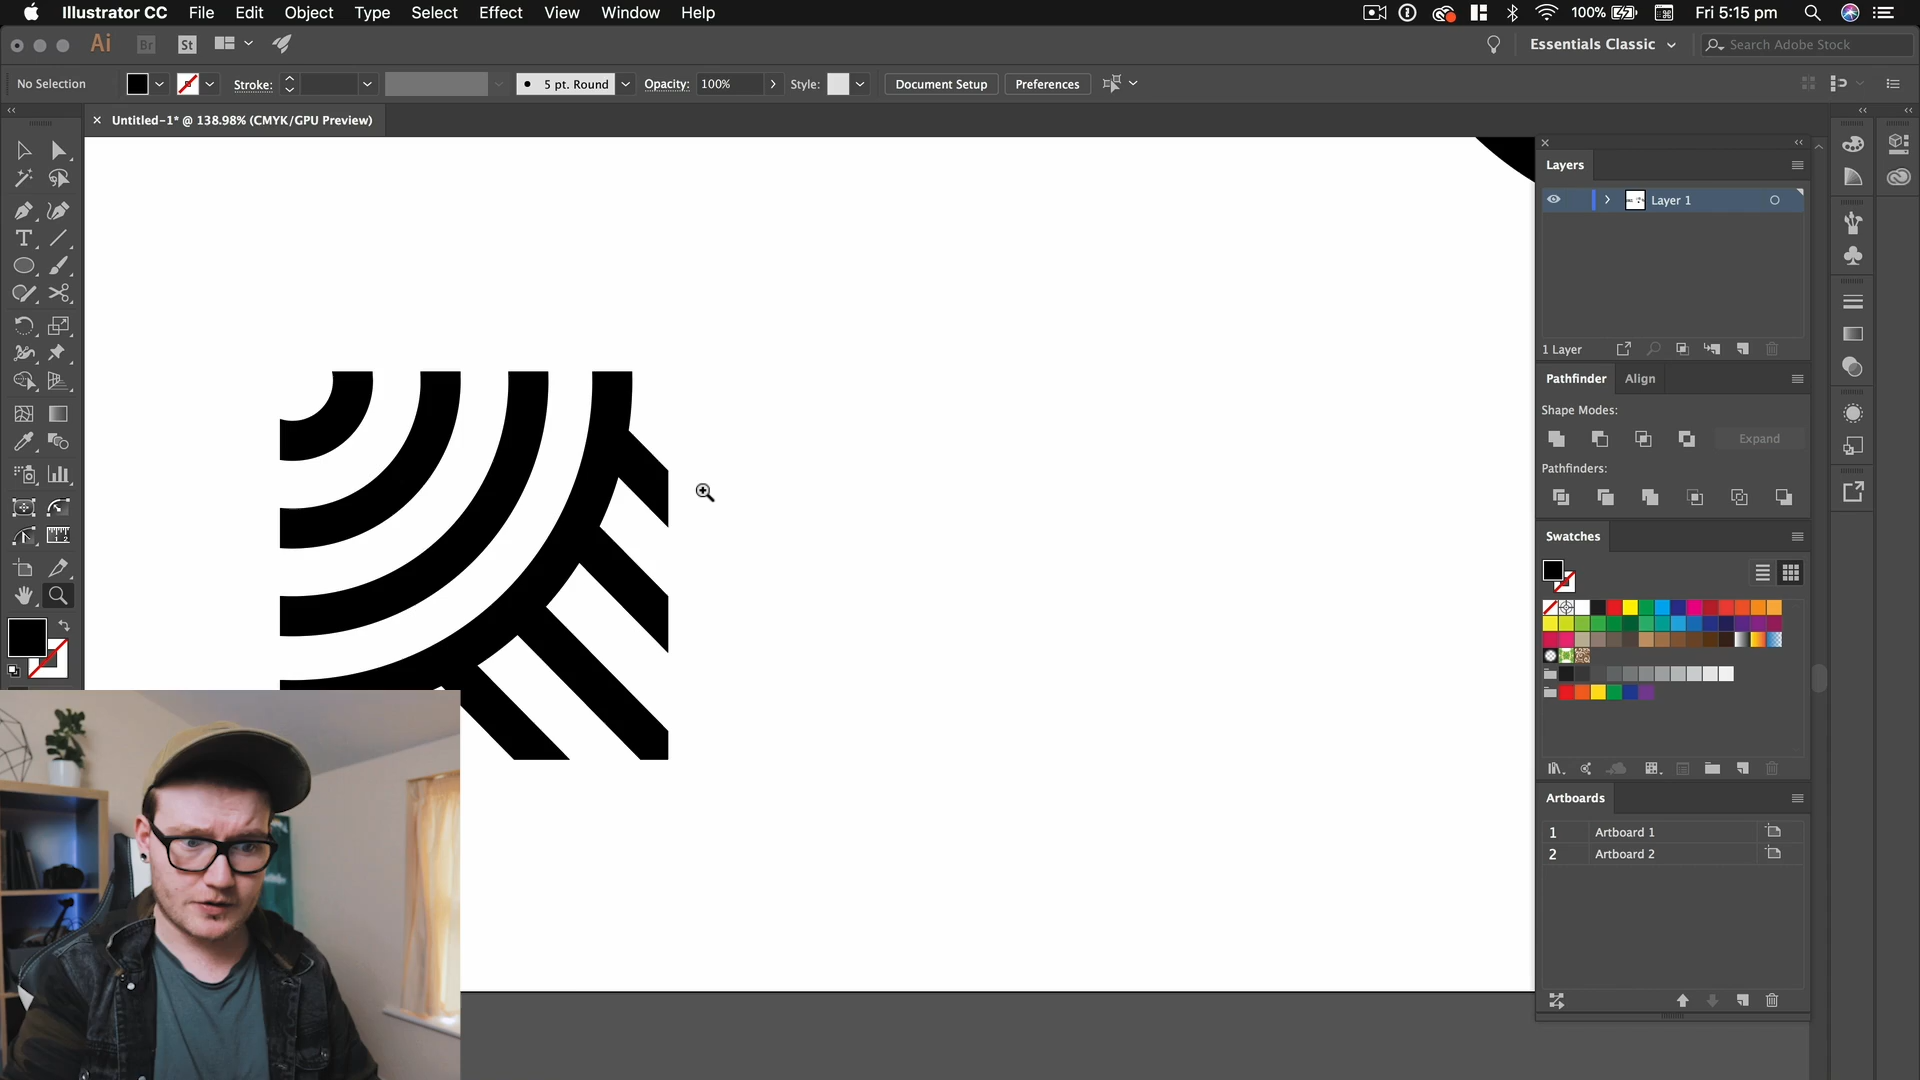 Illustrator CC File Edit Object Type Select Effect View Window Help 100% Fri 5:15 pm
Ai Br St Essentials Classic Search Adobe Stock
No Selection Stroke: 5 pt. Round Opacity: 100% Style: Document Setup Preferences
Untitled-1* @ 138.98% (CMYK/GPU Preview)
Layers
Layer 1
1 Layer
Pathfinder Align
Shape Modes:
Expand
Pathfinders:
Swatches
Artboards
1 Artboard 1
2 Artboard 2